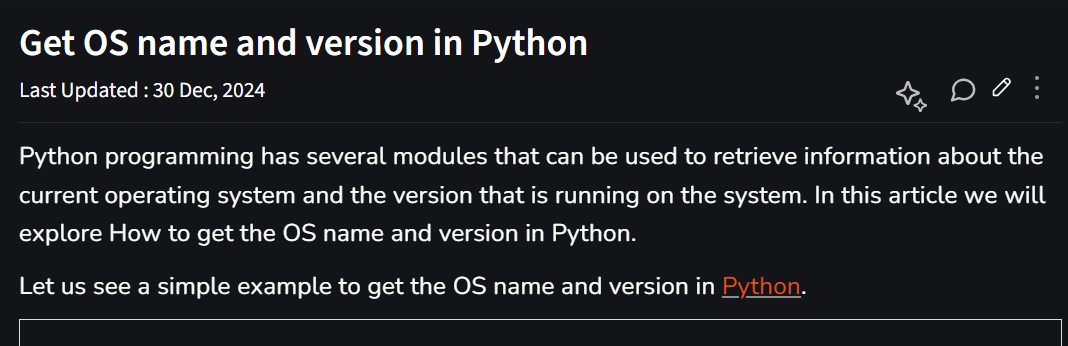 Get OS name and version in Python
Last Updated : 30 Dec, 2024
Python programming has several modules that can be used to retrieve information about the
current operating system and the version that is running on the system. In this article we will
explore How to get the OS name and version in Python.
Let us see a simple example to get the OS name and version in Python.